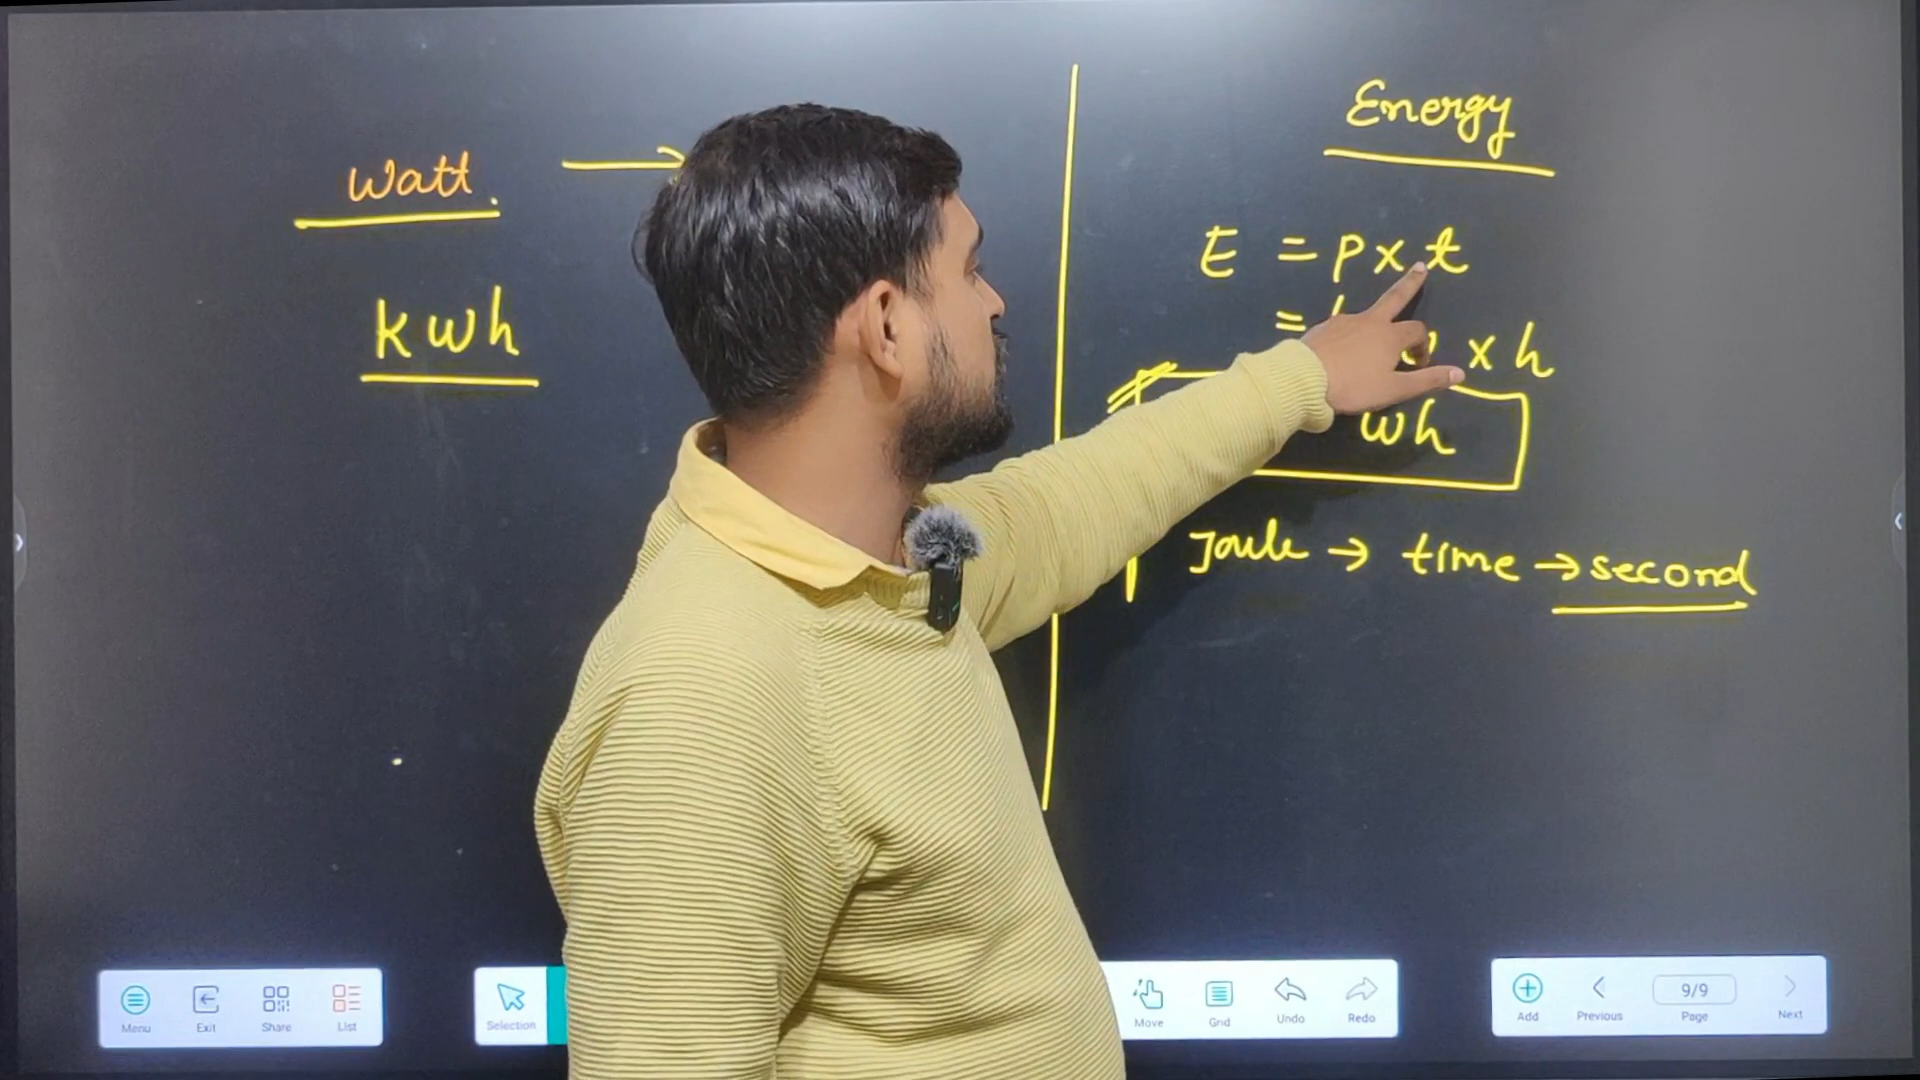 Watt. →
kwh
Energy
E = P x t
= x h
wh
Joule → time → second
Menu Exit Share List
Selection
Move Grid Undo Redo
Add Previous 9/9 Page Next